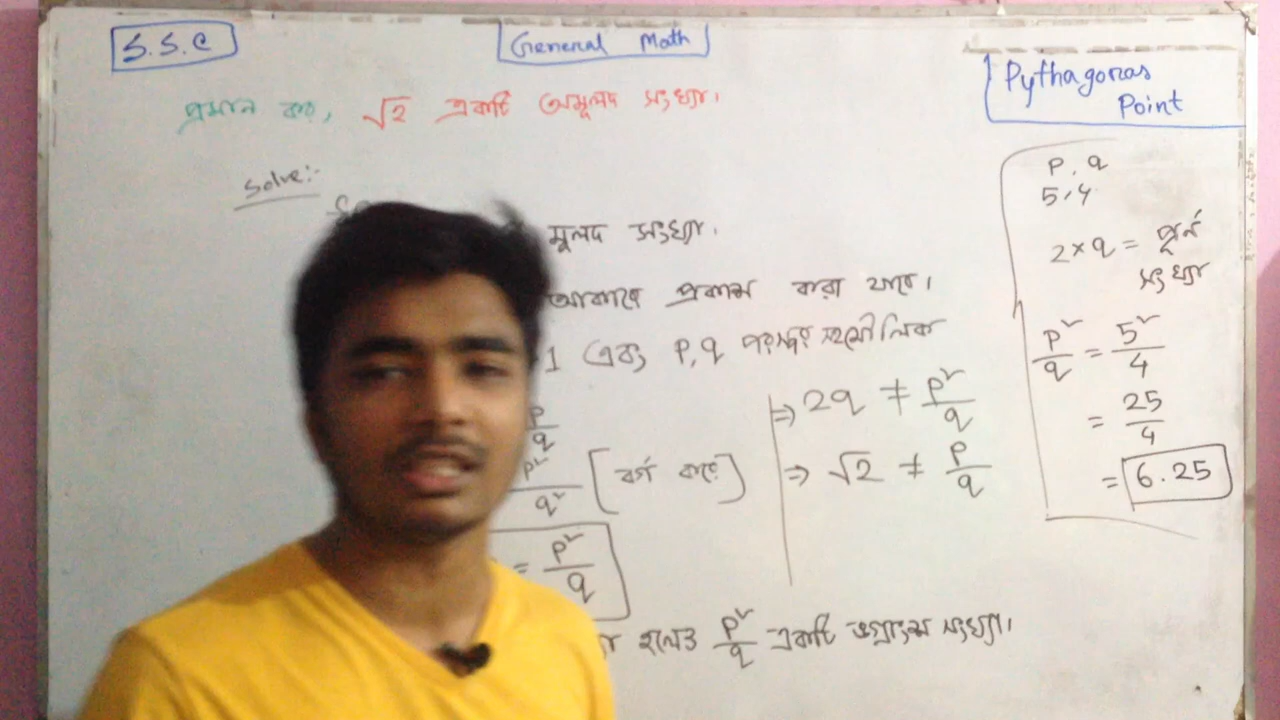 S.S.C
General Math
Pythagoras
Point
প্রমান কর, √2 একটি অমূলদ সংখ্যা।
Solve:-
মূলদ সংখ্যা।
আকারে প্রকাশ করা যাবে।
1 এবং P,q পরস্পর সহমৌলিক
P/q
P²/q² [বর্গ করে]
= P²/q
হলেও P²/q একটি ভগ্নাংশ সংখ্যা।
⇒ 2q ≠ P²/q
⇒ √2 ≠ P/q
P, q
5, 4
2×q = পূর্ন
সংখ্যা
P²/q = 5²/4
= 25/4
= 6.25